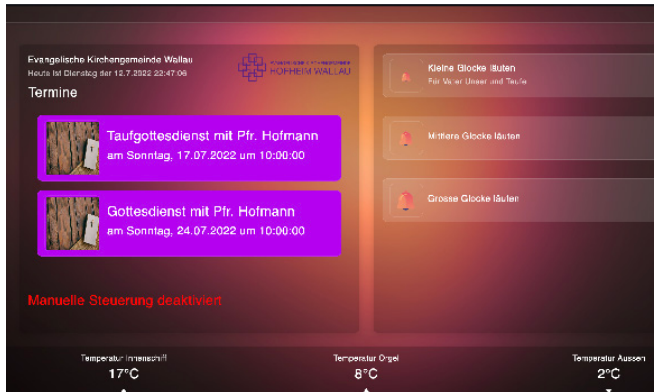 Evangelische Kirchengemeinde Wallau
Heute ist Dienstag der 12.7.2022 22:47:06
HOFHEIM WALLAU
Termine
Taufgottesdienst mit Pfr. Hofmann
am Sonntag, 17.07.2022 um 10:00:00
Gottesdienst mit Pfr. Hofmann
am Sonntag, 24.07.2022 um 10:00:00
Manuelle Steuerung deaktiviert
Kleine Glocke läuten
Für Vater Unser und Taufe
Mittlere Glocke läuten
Grosse Glocke läuten
Temperatur Innenschiff
17°C
Temperatur Orgel
8°C
Temperatur Aussen
2°C